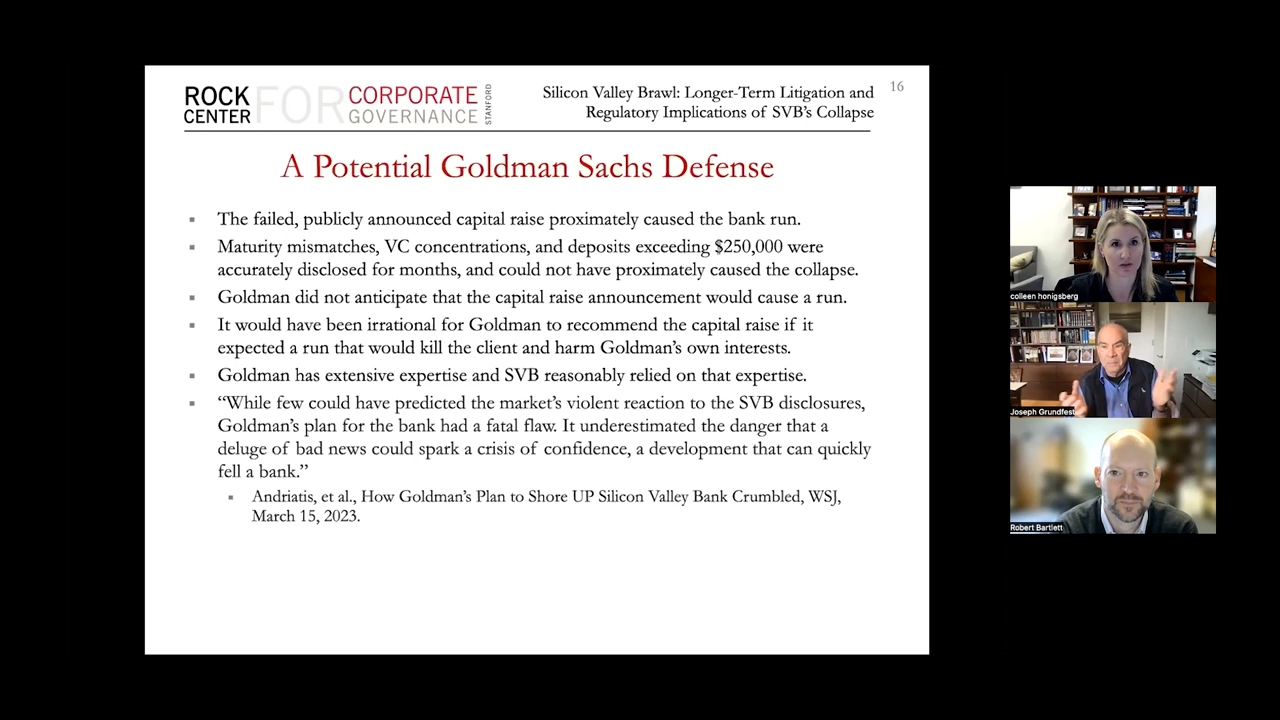 ROCK
CENTER
FOR
CORPORATE
GOVERNANCE
STANFORD
Silicon Valley Brawl: Longer-Term Litigation and
Regulatory Implications of SVB's Collapse
16
A Potential Goldman Sachs Defense
The failed, publicly announced capital raise proximately caused the bank run.
Maturity mismatches, VC concentrations, and deposits exceeding $250,000 were
accurately disclosed for months, and could not have proximately caused the collapse.
Goldman did not anticipate that the capital raise announcement would cause a run.
It would have been irrational for Goldman to recommend the capital raise if it
expected a run that would kill the client and harm Goldman's own interests.
Goldman has extensive expertise and SVB reasonably relied on that expertise.
“While few could have predicted the market's violent reaction to the SVB disclosures,
Goldman's plan for the bank had a fatal flaw. It underestimated the danger that a
deluge of bad news could spark a crisis of confidence, a development that can quickly
fell a bank.”
Andriatis, et al., How Goldman's Plan to Shore UP Silicon Valley Bank Crumbled, WSJ,
March 15, 2023.
colleen honigsberg
Joseph Grundfest
Robert Bartlett